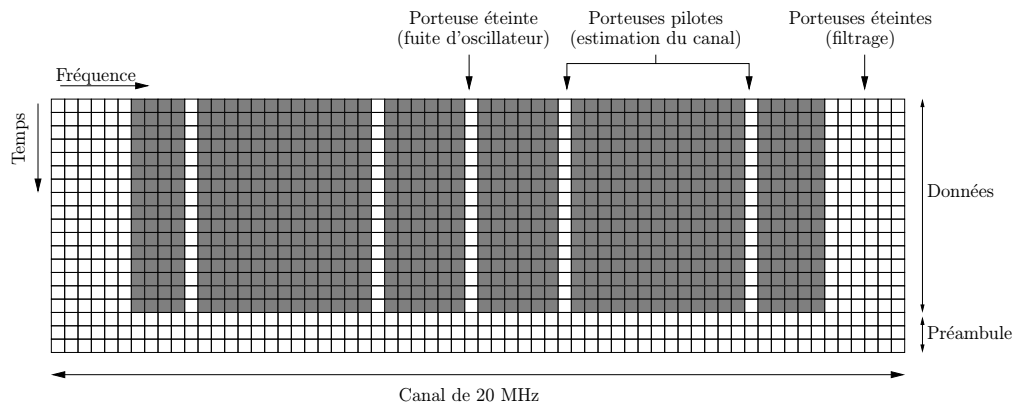 Porteuse éteinte
(fuite d'oscillateur)
Porteuses pilotes
(estimation du canal)
Porteuses éteintes
(filtrage)
Fréquence
Temps
Données
Préambule
Canal de 20 MHz